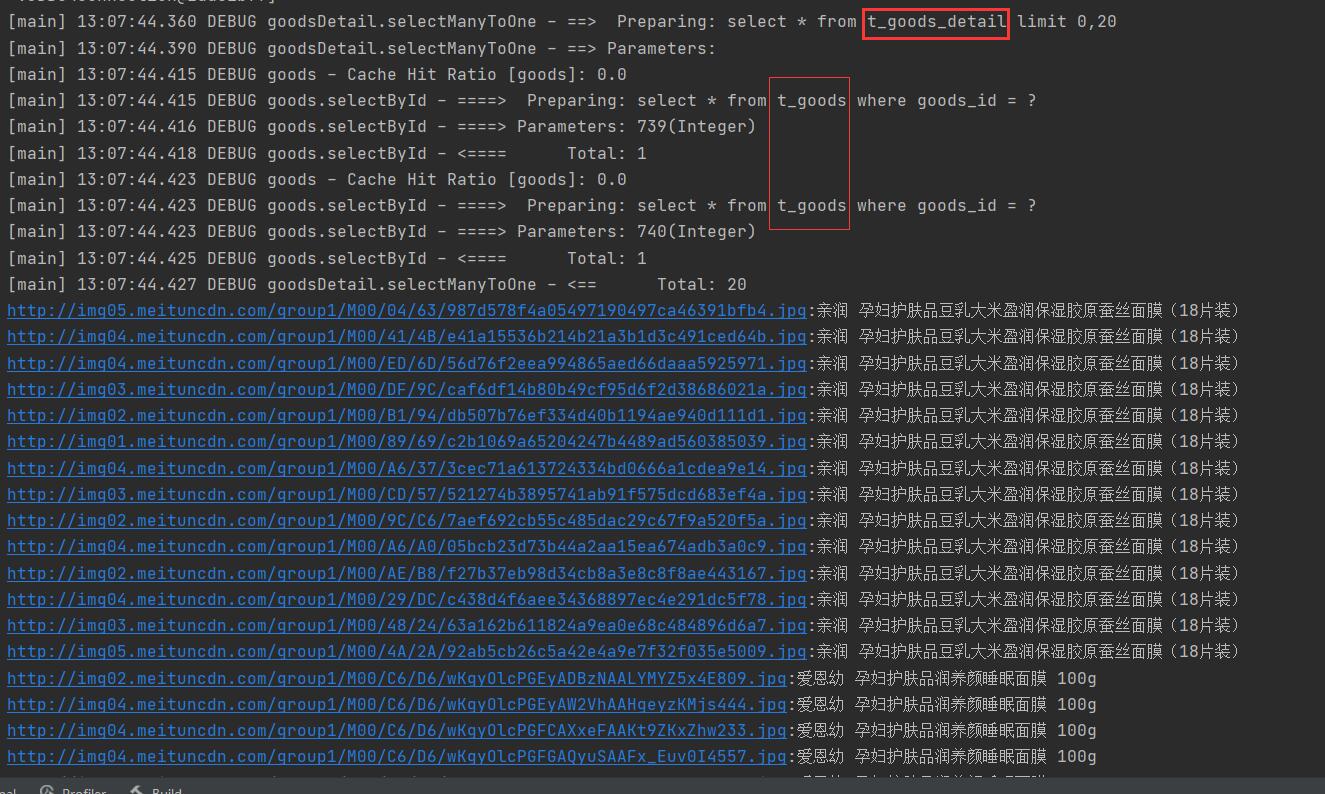 [main] 13:07:44.360 DEBUG goodsDetail.selectManyToOne - ==>  Preparing: select * from t_goods_detail limit 0,20
[main] 13:07:44.390 DEBUG goodsDetail.selectManyToOne - ==> Parameters:
[main] 13:07:44.415 DEBUG goods - Cache Hit Ratio [goods]: 0.0
[main] 13:07:44.415 DEBUG goods.selectById - ====>  Preparing: select * from t_goods where goods_id = ?
[main] 13:07:44.416 DEBUG goods.selectById - ====> Parameters: 739(Integer)
[main] 13:07:44.418 DEBUG goods.selectById - <====      Total: 1
[main] 13:07:44.423 DEBUG goods - Cache Hit Ratio [goods]: 0.0
[main] 13:07:44.423 DEBUG goods.selectById - ====>  Preparing: select * from t_goods where goods_id = ?
[main] 13:07:44.423 DEBUG goods.selectById - ====> Parameters: 740(Integer)
[main] 13:07:44.425 DEBUG goods.selectById - <====      Total: 1
[main] 13:07:44.427 DEBUG goodsDetail.selectManyToOne - <==      Total: 20
http://img05.meituncdn.com/group1/M00/04/63/987d578f4a05497190497ca46391bfb4.jpg:亲润 孕妇护肤品豆乳大米盈润保湿胶原蚕丝面膜（18片装）
http://img02.meituncdn.com/group1/M00/41/4B/e41a15536b214b21a3b1d3c491ced64b.jpg:亲润 孕妇护肤品豆乳大米盈润保湿胶原蚕丝面膜（18片装）
http://img04.meituncdn.com/group1/M00/ED/6D/56d76f2eea994865aed66daaa5925971.jpg:亲润 孕妇护肤品豆乳大米盈润保湿胶原蚕丝面膜（18片装）
http://img03.meituncdn.com/group1/M00/DF/9C/caf6df14b80b49cf95d6f2d38686021a.jpg:亲润 孕妇护肤品豆乳大米盈润保湿胶原蚕丝面膜（18片装）
http://img02.meituncdn.com/group1/M00/B1/94/db507b76ef334d40b1194ae940d111d1.jpg:亲润 孕妇护肤品豆乳大米盈润保湿胶原蚕丝面膜（18片装）
http://img01.meituncdn.com/group1/M00/89/69/c2b1069a65204247b4489ad560385039.jpg:亲润 孕妇护肤品豆乳大米盈润保湿胶原蚕丝面膜（18片装）
http://img04.meituncdn.com/group1/M00/A6/37/3cec71a613724334bd0666a1cdea9e14.jpg:亲润 孕妇护肤品豆乳大米盈润保湿胶原蚕丝面膜（18片装）
http://img03.meituncdn.com/group1/M00/CD/57/521274b3895741ab91f575dcd683ef4a.jpg:亲润 孕妇护肤品豆乳大米盈润保湿胶原蚕丝面膜（18片装）
http://img02.meituncdn.com/group1/M00/9C/C6/7aef692cb55c485dac29c67f9a520f5a.jpg:亲润 孕妇护肤品豆乳大米盈润保湿胶原蚕丝面膜（18片装）
http://img04.meituncdn.com/group1/M00/A6/A0/05bcb23d73b44a2aa15ea674adb3a0c9.jpg:亲润 孕妇护肤品豆乳大米盈润保湿胶原蚕丝面膜（18片装）
http://img02.meituncdn.com/group1/M00/AE/B8/f27b37eb98d34cb8a3e8c8f8ae443167.jpg:亲润 孕妇护肤品豆乳大米盈润保湿胶原蚕丝面膜（18片装）
http://img04.meituncdn.com/group1/M00/29/DC/c438d4f6aee34368897ec4e291dc5f78.jpg:亲润 孕妇护肤品豆乳大米盈润保湿胶原蚕丝面膜（18片装）
http://img03.meituncdn.com/group1/M00/48/24/63a162b611824a9ea0e68c484896d6a7.jpg:亲润 孕妇护肤品豆乳大米盈润保湿胶原蚕丝面膜（18片装）
http://img05.meituncdn.com/group1/M00/4A/2A/92ab5cb26c5a42e4a9e7f32f035e5009.jpg:亲润 孕妇护肤品豆乳大米盈润保湿胶原蚕丝面膜（18片装）
http://img02.meituncdn.com/group1/M00/C6/D6/wKgyOlcPGEyADBzNAALYMYZ5x4E809.jpg:爱恩幼 孕妇护肤品润养颜睡眠面膜 100g
http://img04.meituncdn.com/group1/M00/C6/D6/wKgyOlcPGEyAW2VhAAHgeyzKMjs444.jpg:爱恩幼 孕妇护肤品润养颜睡眠面膜 100g
http://img04.meituncdn.com/group1/M00/C6/D6/wKgyOlcPGFCAXxeFAAKt9ZKxZhw233.jpg:爱恩幼 孕妇护肤品润养颜睡眠面膜 100g
http://img04.meituncdn.com/group1/M00/C6/D6/wKgyOlcPGFGAQyuSAAFx_Euv0I4557.jpg:爱恩幼 孕妇护肤品润养颜睡眠面膜 100g
Profiler
Build